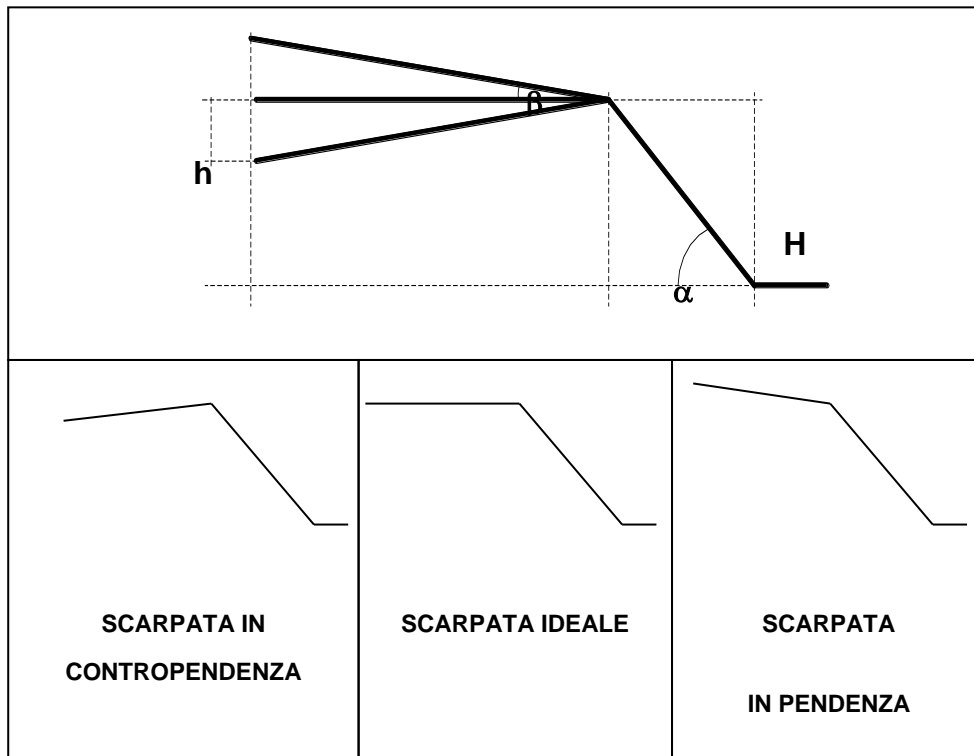 β
h
H
α
SCARPATA IN
CONTROPENDENZA
SCARPATA IDEALE
SCARPATA
IN PENDENZA